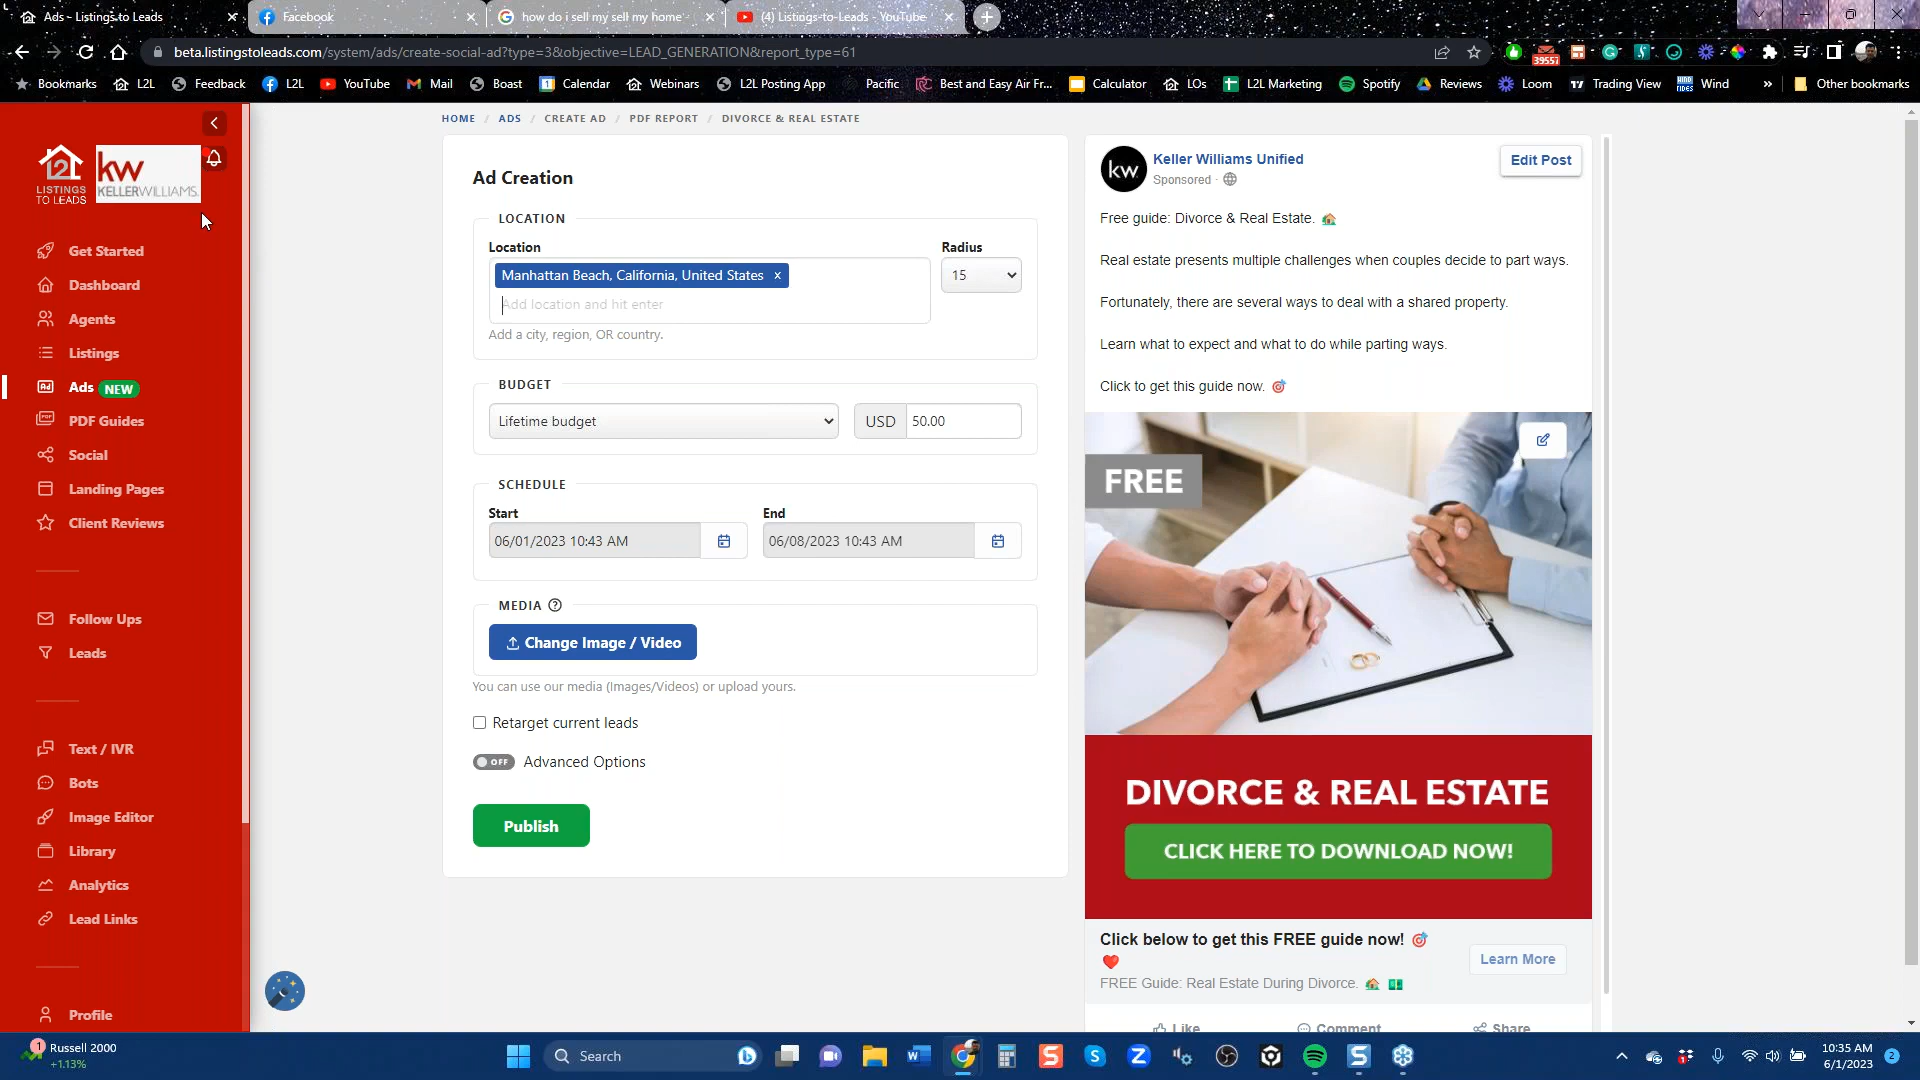 Ads - Listings to Leads
Facebook
how do i sell my sell my home
(4) Listings-to-Leads - YouTube
beta.listingstoleads.com/system/ads/create-social-ad?type=3&objective=LEAD_GENERATION&report_type=61
39557
Bookmarks
L2L
Feedback
L2L
YouTube
Mail
Boast
Calendar
Webinars
L2L Posting App
Pacific
Best and Easy Air Fr...
Calculator
LOs
L2L Marketing
Spotify
Reviews
Loom
Trading View
Wind
»
Other bookmarks
HOME / ADS / CREATE AD / PDF REPORT / DIVORCE & REAL ESTATE
L2L
LISTINGS
TO LEADS
kw
KELLERWILLIAMS.
Get Started
Dashboard
Agents
Listings
Ads NEW
PDF Guides
Social
Landing Pages
Client Reviews
Follow Ups
Leads
Text / IVR
Bots
Image Editor
Library
Analytics
Lead Links
Profile
Ad Creation
LOCATION
Location
Radius
Manhattan Beach, California, United States x
15
Add location and hit enter
Add a city, region, OR country.
BUDGET
Lifetime budget
USD 50.00
SCHEDULE
Start
End
06/01/2023 10:43 AM
06/08/2023 10:43 AM
MEDIA
Change Image / Video
You can use our media (Images/Videos) or upload yours.
Retarget current leads
OFF Advanced Options
Publish
kw
Keller Williams Unified
Sponsored ·
Edit Post
Free guide: Divorce & Real Estate. 🏡
Real estate presents multiple challenges when couples decide to part ways.
Fortunately, there are several ways to deal with a shared property.
Learn what to expect and what to do while parting ways.
Click to get this guide now. 🎯
FREE
DIVORCE & REAL ESTATE
CLICK HERE TO DOWNLOAD NOW!
Click below to get this FREE guide now! 🎯
❤️
Learn More
FREE Guide: Real Estate During Divorce. 🏡 💵
Like
Comment
Share
1
Russell 2000
+1.13%
Search
10:35 AM
6/1/2023
2